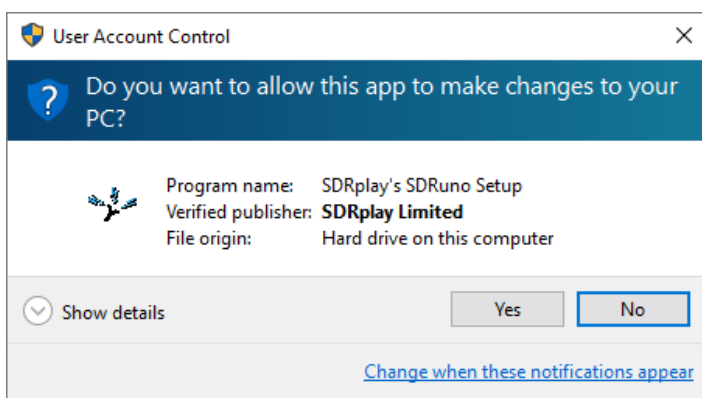 User Account Control
Do you want to allow this app to make changes to your
PC?
Program name: SDRplay's SDRuno Setup
Verified publisher: SDRplay Limited
File origin: Hard drive on this computer
Show details
Yes
No
Change when these notifications appear